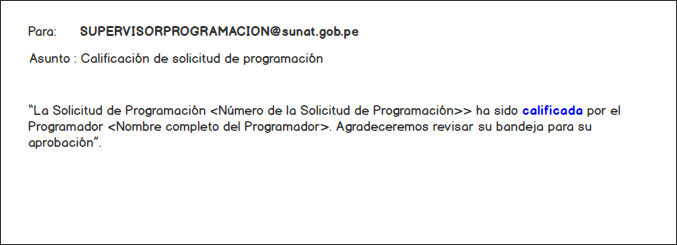 Para: SUPERVISORPROGRAMACION@sunat.gob.pe
Asunto : Calificación de solicitud de programación
“La Solicitud de Programación <Número de la Solicitud de Programación>> ha sido calificada por el
Programador <Nombre completo del Programador>. Agradeceremos revisar su bandeja para su
aprobación”.